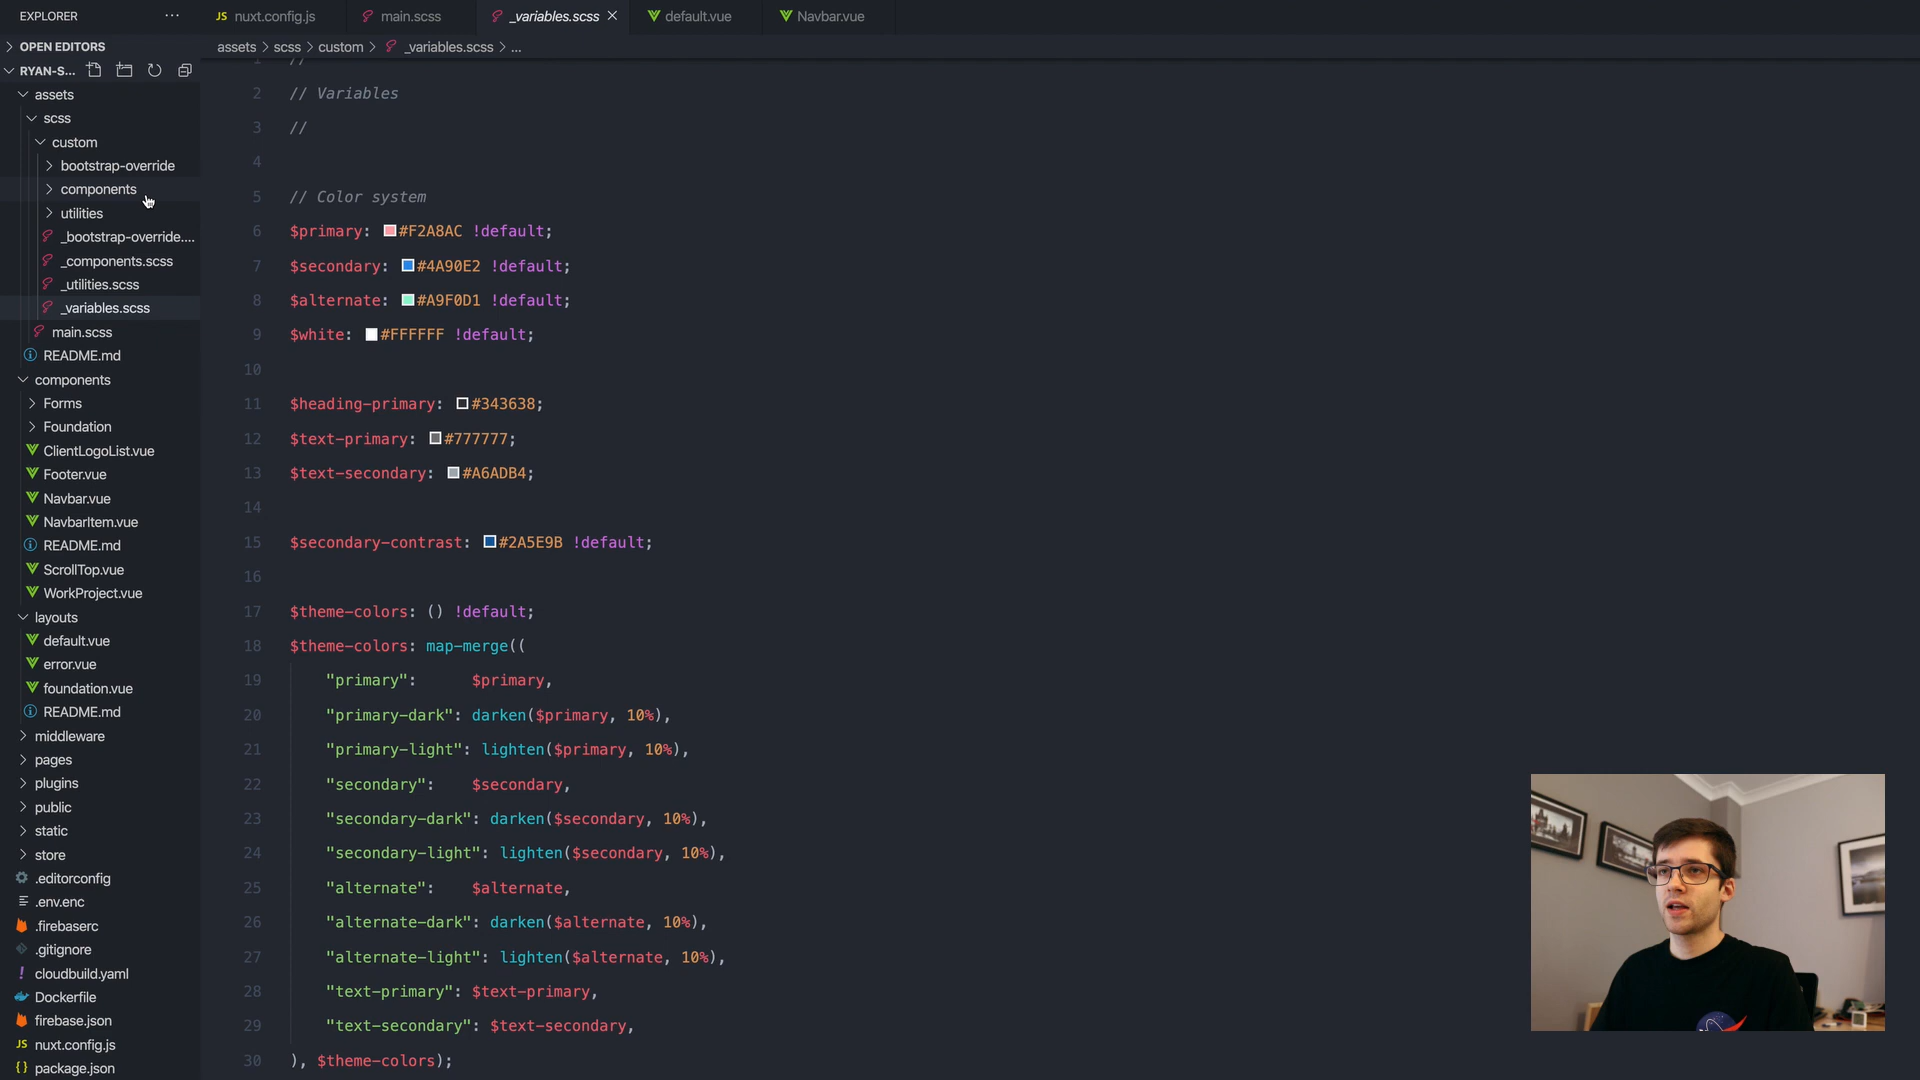 EXPLORER
OPEN EDITORS
RYAN-S...
assets
scss
custom
bootstrap-override
components
utilities
_bootstrap-override....
_components.scss
_utilities.scss
_variables.scss
main.scss
README.md
components
Forms
Foundation
ClientLogoList.vue
Footer.vue
Navbar.vue
NavbarItem.vue
README.md
ScrollTop.vue
WorkProject.vue
layouts
default.vue
error.vue
foundation.vue
README.md
middleware
pages
plugins
public
static
store
.editorconfig
.env.enc
.firebaserc
.gitignore
cloudbuild.yaml
Dockerfile
firebase.json
JS nuxt.config.js
{} package.json
JS nuxt.config.js main.scss _variables.scss default.vue Navbar.vue
assets > scss > custom > _variables.scss > ...
1 //
2 // Variables
3 //
4
5 // Color system
6 $primary: #F2A8AC !default;
7 $secondary: #4A90E2 !default;
8 $alternate: #A9F0D1 !default;
9 $white: #FFFFFF !default;
10
11 $heading-primary: #343638;
12 $text-primary: #777777;
13 $text-secondary: #A6ADB4;
14
15 $secondary-contrast: #2A5E9B !default;
16
17 $theme-colors: () !default;
18 $theme-colors: map-merge((
19 "primary": $primary,
20 "primary-dark": darken($primary, 10%),
21 "primary-light": lighten($primary, 10%),
22 "secondary": $secondary,
23 "secondary-dark": darken($secondary, 10%),
24 "secondary-light": lighten($secondary, 10%),
25 "alternate": $alternate,
26 "alternate-dark": darken($alternate, 10%),
27 "alternate-light": lighten($alternate, 10%),
28 "text-primary": $text-primary,
29 "text-secondary": $text-secondary,
30 ), $theme-colors);